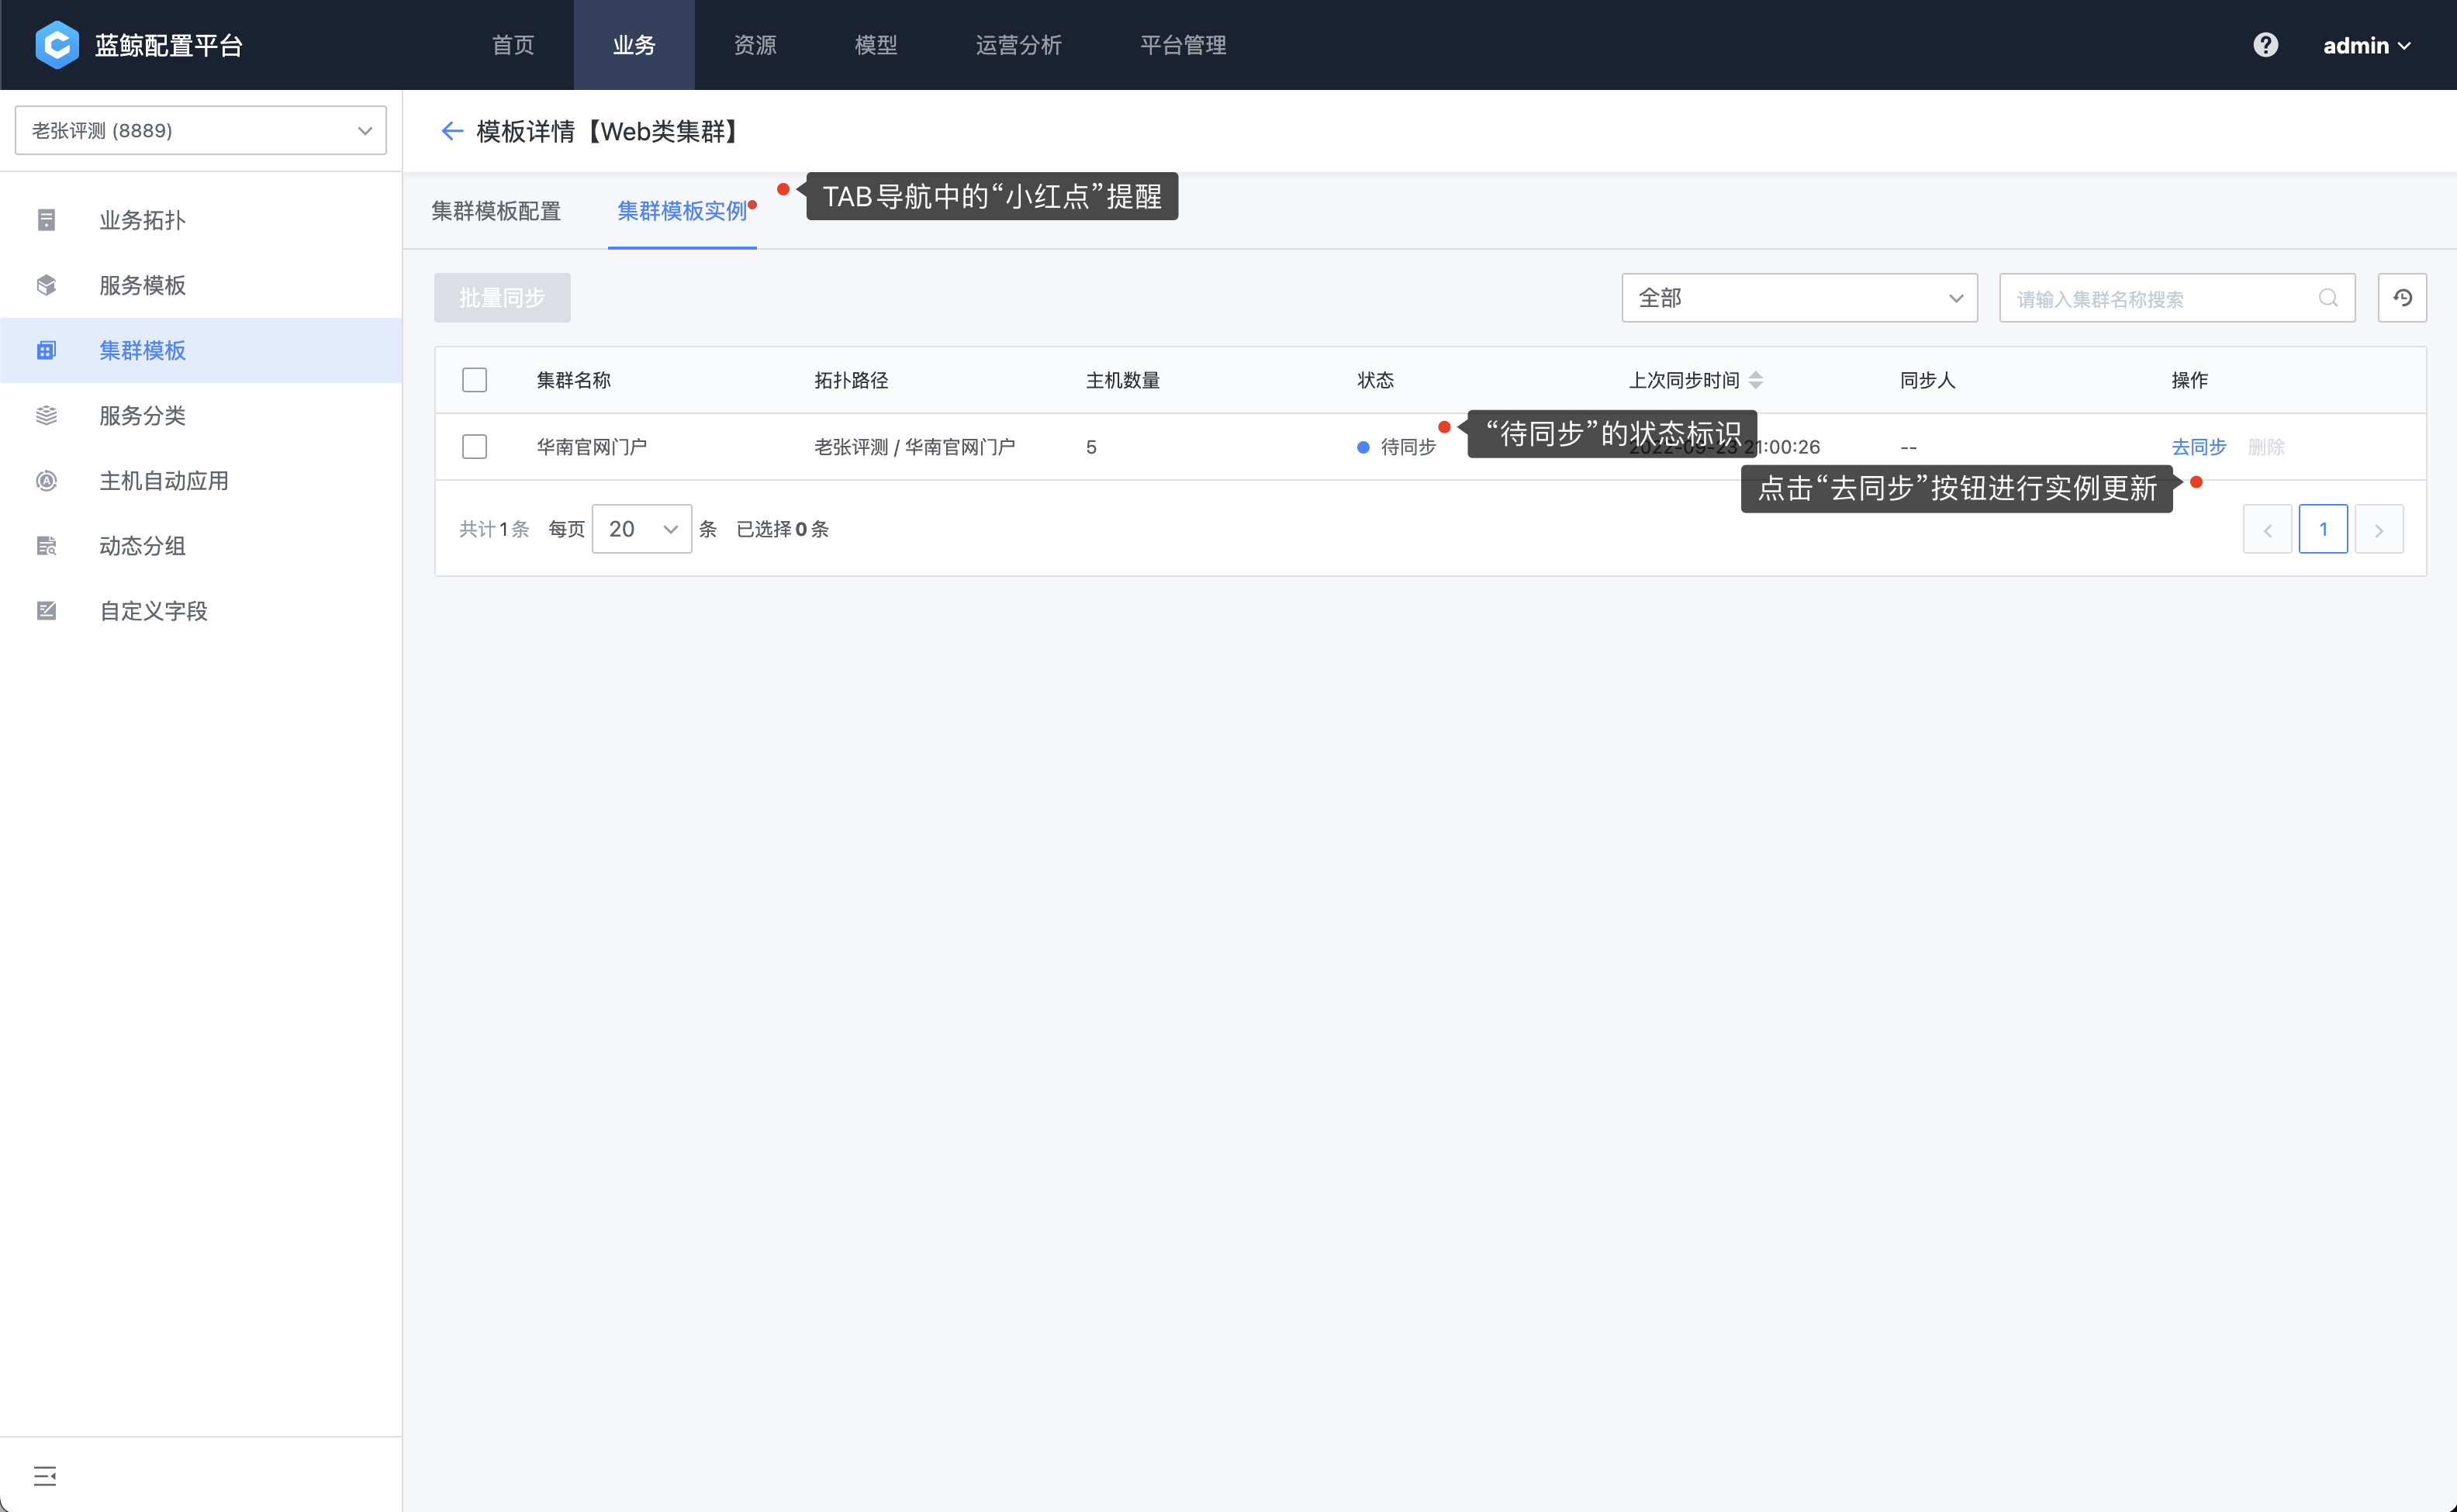 蓝鲸配置平台
首页 业务 资源 模型 运营分析 平台管理
admin
老张评测 (8889)
业务拓扑
服务模板
集群模板
服务分类
主机自动应用
动态分组
自定义字段
模板详情【Web类集群】
集群模板配置 集群模板实例
TAB导航中的“小红点”提醒
批量同步
全部
请输入集群名称搜索
集群名称 拓扑路径 主机数量 状态 上次同步时间 同步人 操作
华南官网门户 老张评测 / 华南官网门户 5 待同步 2022-09-23 21:00:26 -- 去同步 删除
“待同步”的状态标识
点击“去同步”按钮进行实例更新
共计1条 每页 20 条 已选择0条
1